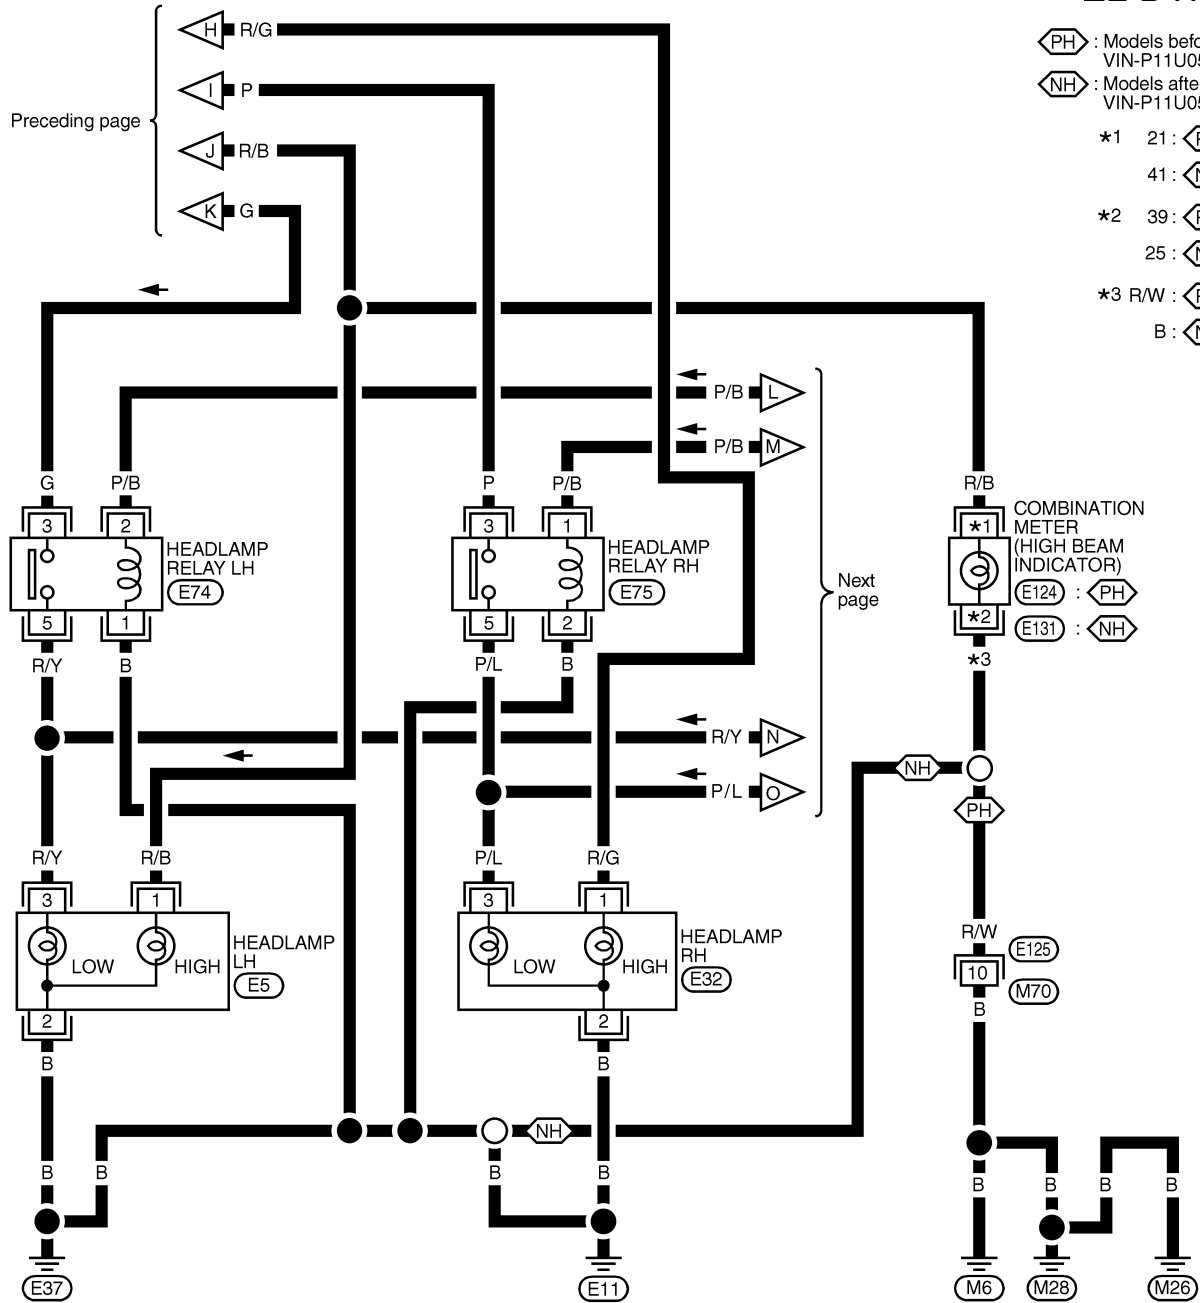 H R/G
PH : Models befo
VIN-P11U05
I P
NH : Models afte
VIN-P11U05
Preceding page
J R/B
*1 21 :
41 :
K G
*2 39 :
25 :
*3 R/W :
B :
P/B L
P/B M
G P/B P P/B R/B
3 2 3 1 *1
COMBINATION
METER
(HIGH BEAM
INDICATOR)
E124 : PH
E131 : NH
HEADLAMP
RELAY LH
E74
HEADLAMP
RELAY RH
E75
Next
page
5 1 5 2 *2
R/Y B P/L B *3
R/Y N
P/L O
NH
PH
R/Y R/B P/L R/G
3 1 3 1
LOW HIGH
HEADLAMP
LH
E5
LOW HIGH
HEADLAMP
RH
E32
R/W
E125
10
M70
B
2 2
B B
NH
B B B B
B B B B
E37 E11 M6 M28 M26